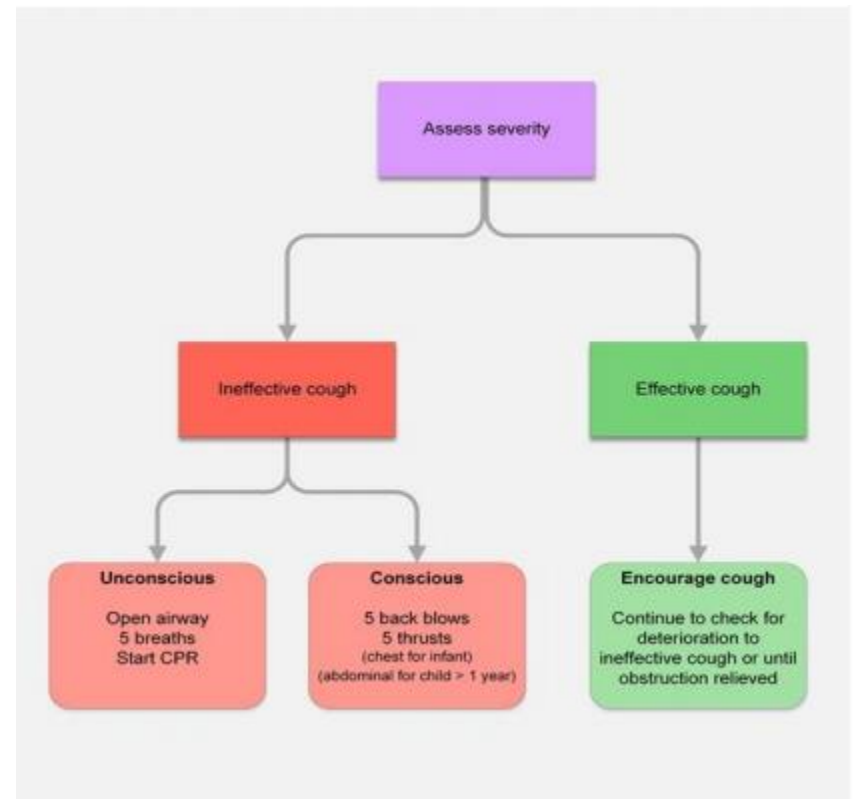 Assess severity
Ineffective cough
Effective cough
Unconscious
Open airway
5 breaths
Start CPR
Conscious
5 back blows
5 thrusts
(chest for infant)
(abdominal for child > 1 year)
Encourage cough
Continue to check for
deterioration to
ineffective cough or until
obstruction relieved